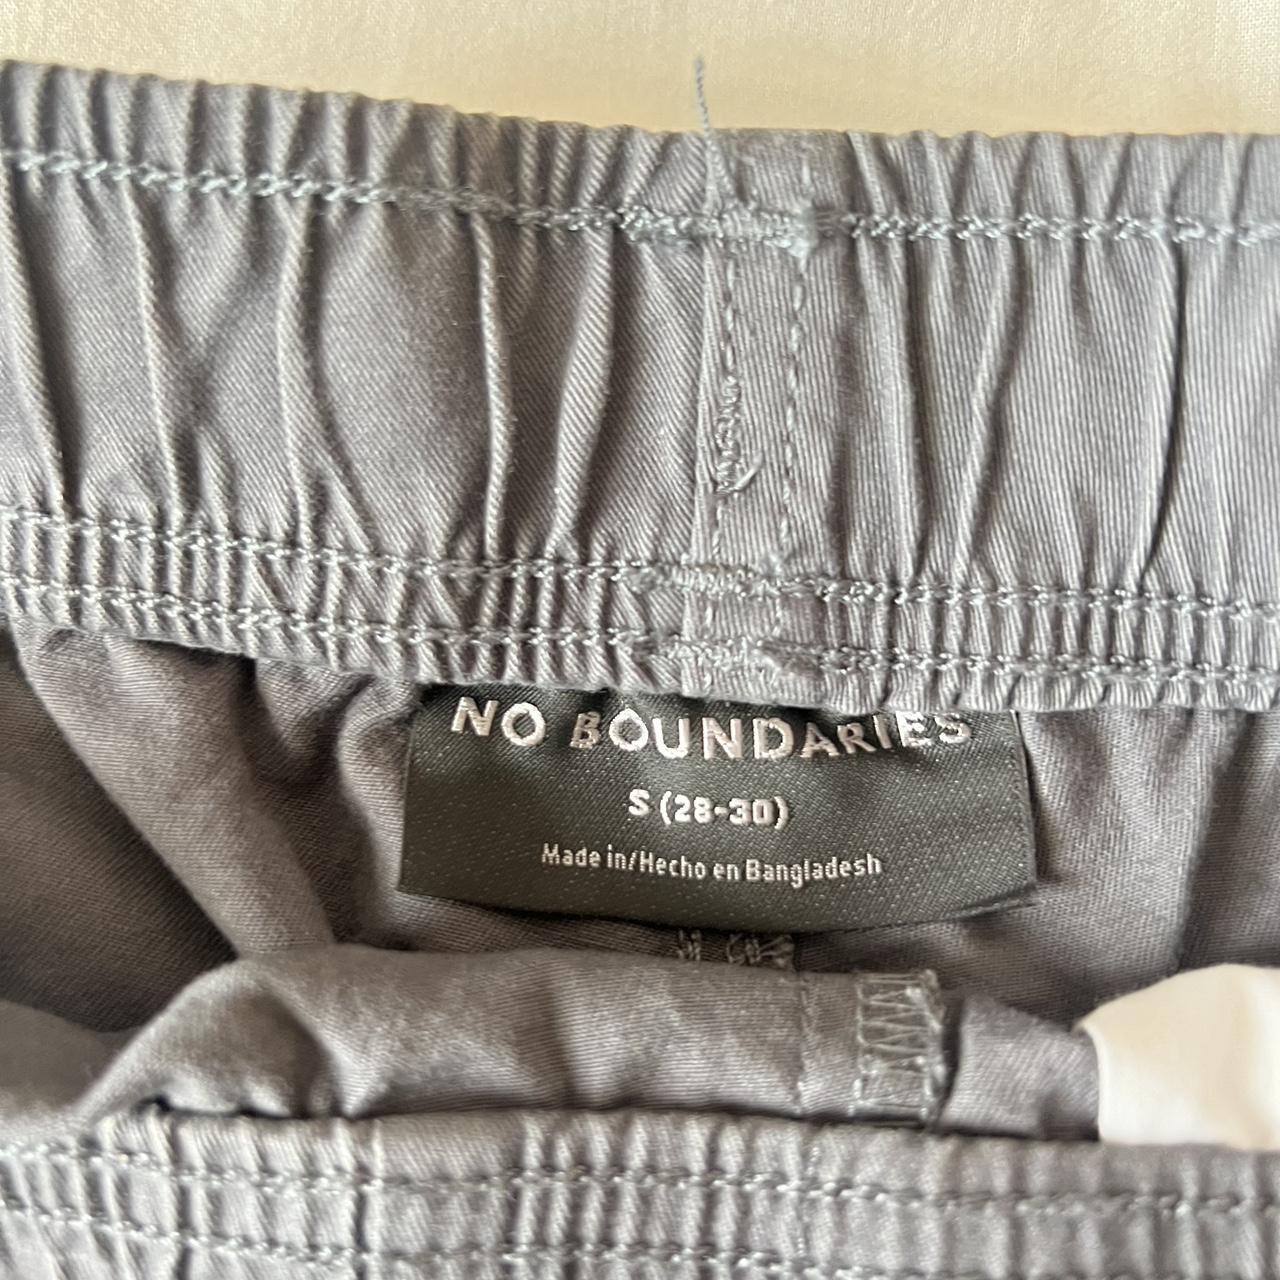 NO BOUNDARIES
S (28-30)
Made in/Hecho en Bangladesh